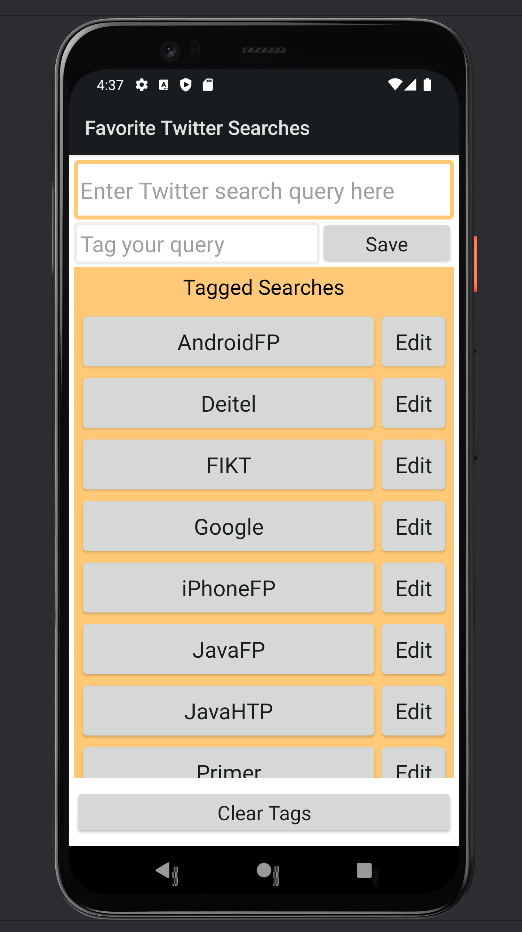 4:37
Favorite Twitter Searches
Enter Twitter search query here
Tag your query Save
Tagged Searches
AndroidFP Edit
Deitel Edit
FIKT Edit
Google Edit
iPhoneFP Edit
JavaFP Edit
JavaHTP Edit
Primer Edit
Clear Tags